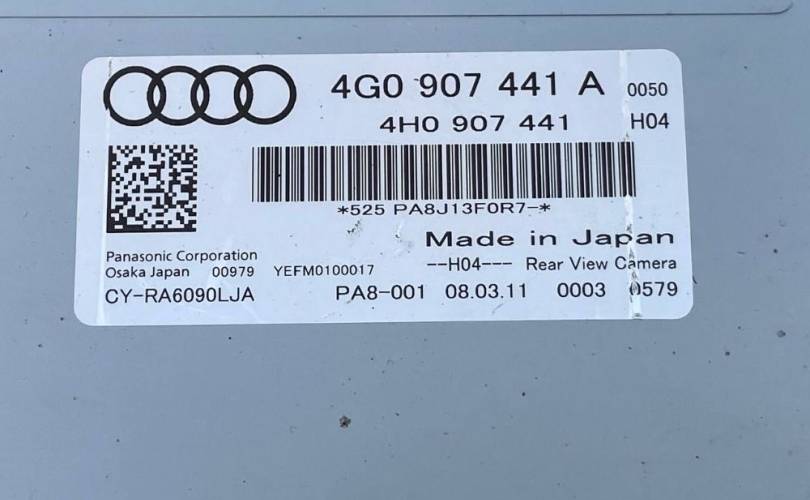 4G0 907 441 A 0050
4H0 907 441 H04
*525 PA8J13F0R7-*
Made in Japan
Panasonic Corporation
Osaka Japan 00979 YEFM0100017 --H04--- Rear View Camera
CY-RA6090LJA PA8-001 08.03.11 0003 0579